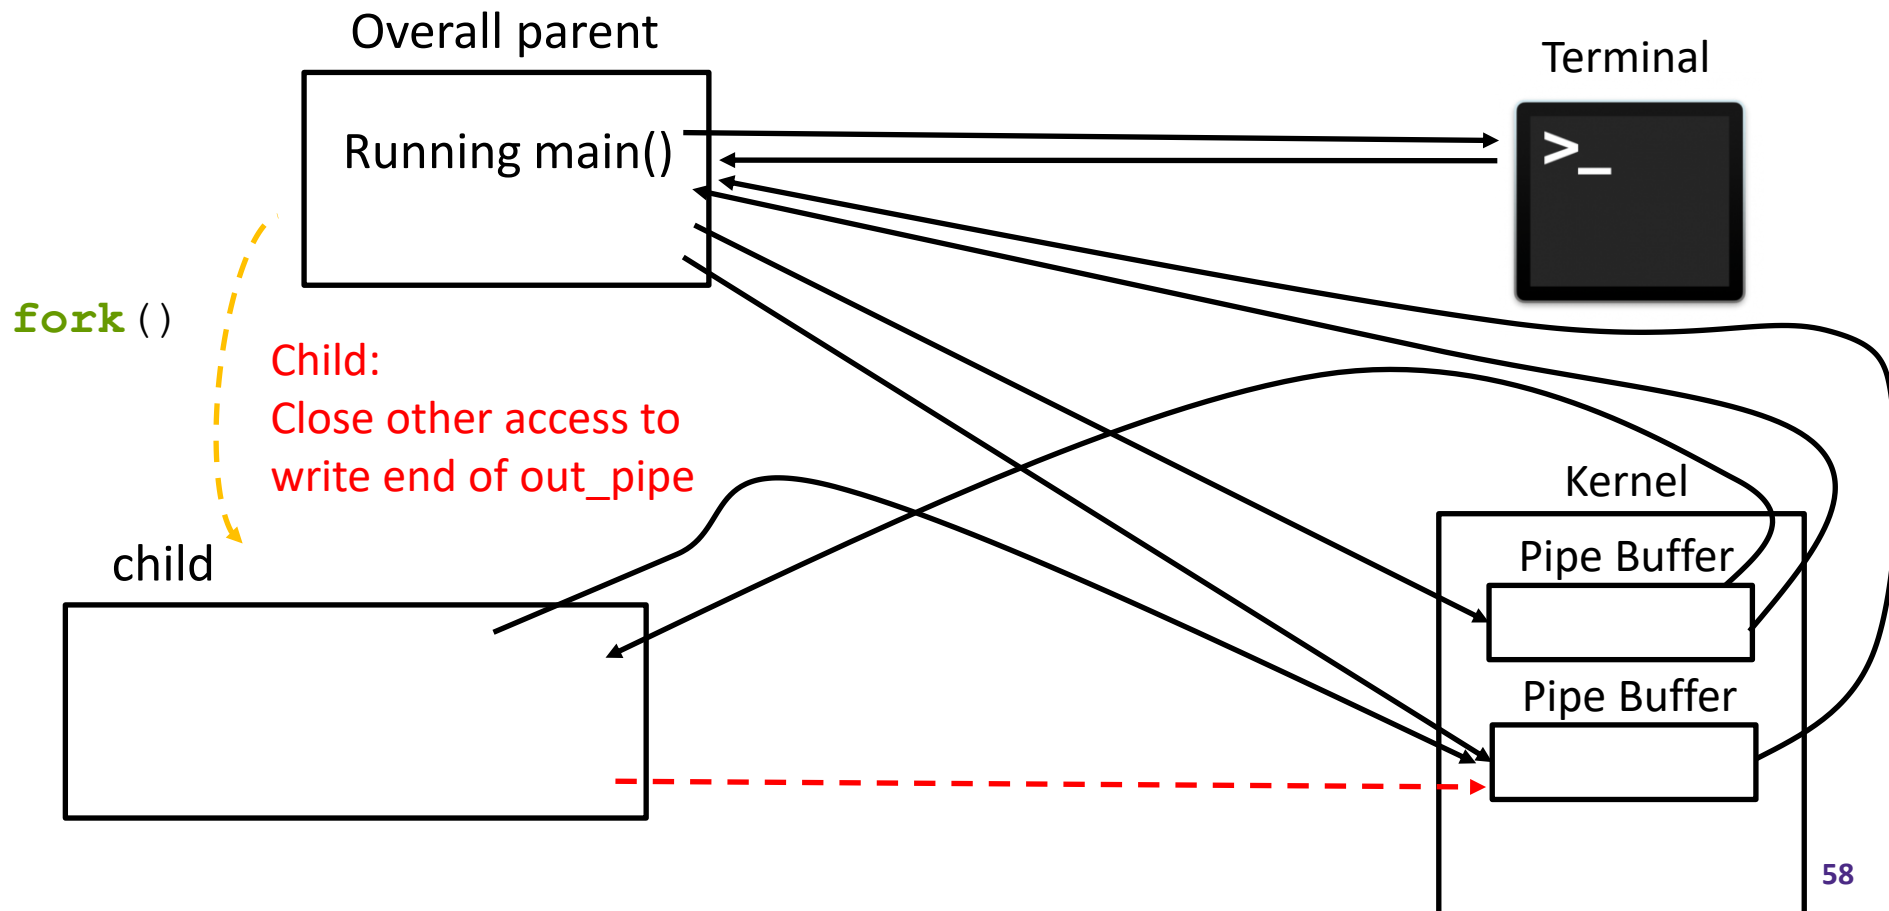 Overall parent
Terminal
Running main()
>_
fork()
Child:
Close other access to
write end of out_pipe
Kernel
Pipe Buffer
child
Pipe Buffer
58